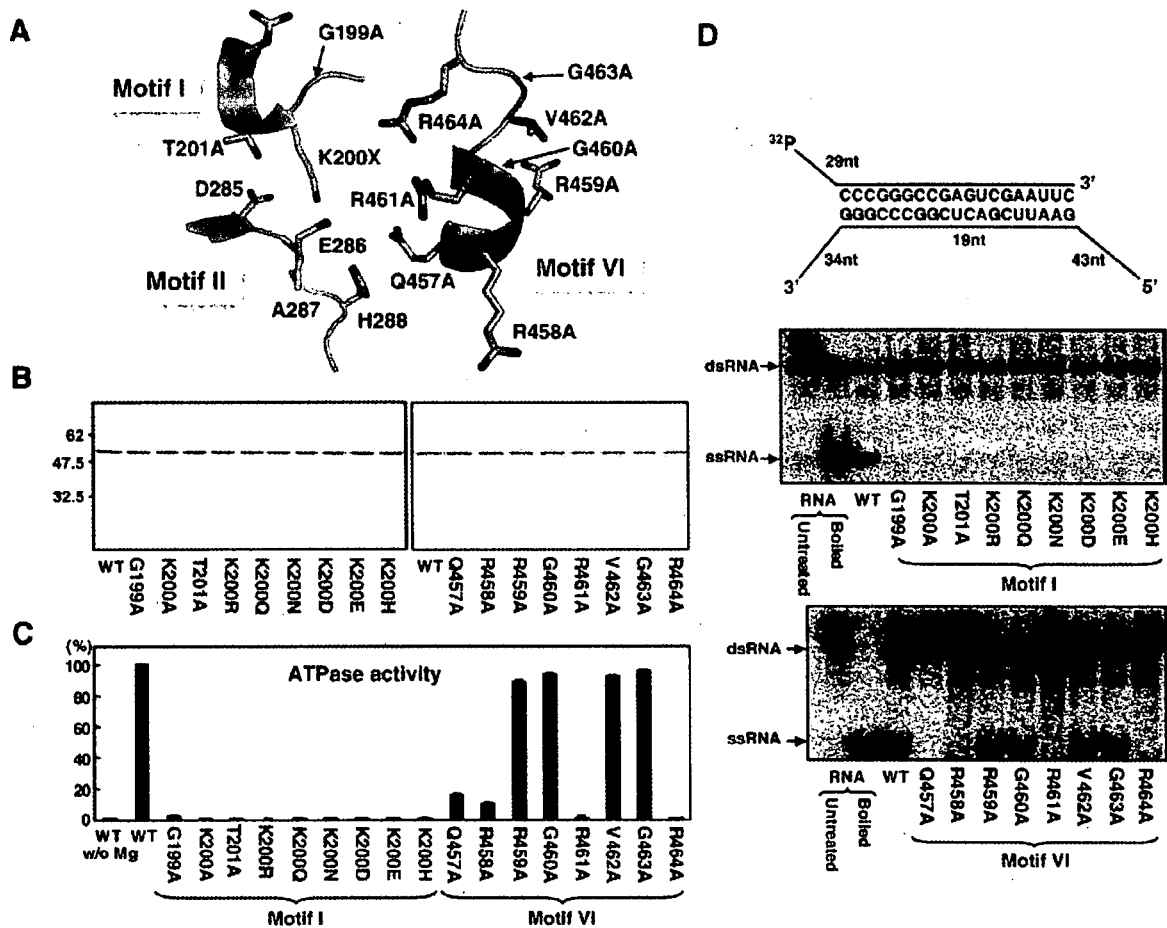 A
G199A
Motif I
G463A
R464A
V462A
T201A
K200X
G460A
D285
R461A
R459A
E286
Motif II
Q457A
Motif VI
A287
H288
R458A
B
62
47.5
32.5
WT G199A K200A T201A K200R K200Q K200N K200D K200E K200H
WT Q457A R458A R459A G460A R461A V462A G463A R464A
C
(%)
ATPase activity
100
80
60
40
20
0
WT w/o Mg WT G199A K200A T201A K200R K200Q K200N K200D K200E K200H Q457A R458A R459A G460A R461A V462A G463A R464A
Motif I
Motif VI
D
32P
29nt
3'
CCCGGGCCGAGUCGAAUUC
GGGCCCGGCUCAGCUUAAG
19nt
34nt
43nt
3'
5'
dsRNA
ssRNA
RNA
Untreated Boiled
WT G199A K200A T201A K200R K200Q K200N K200D K200E K200H
Motif I
dsRNA
ssRNA
RNA
Untreated Boiled
WT Q457A R458A R459A G460A R461A V462A G463A R464A
Motif VI